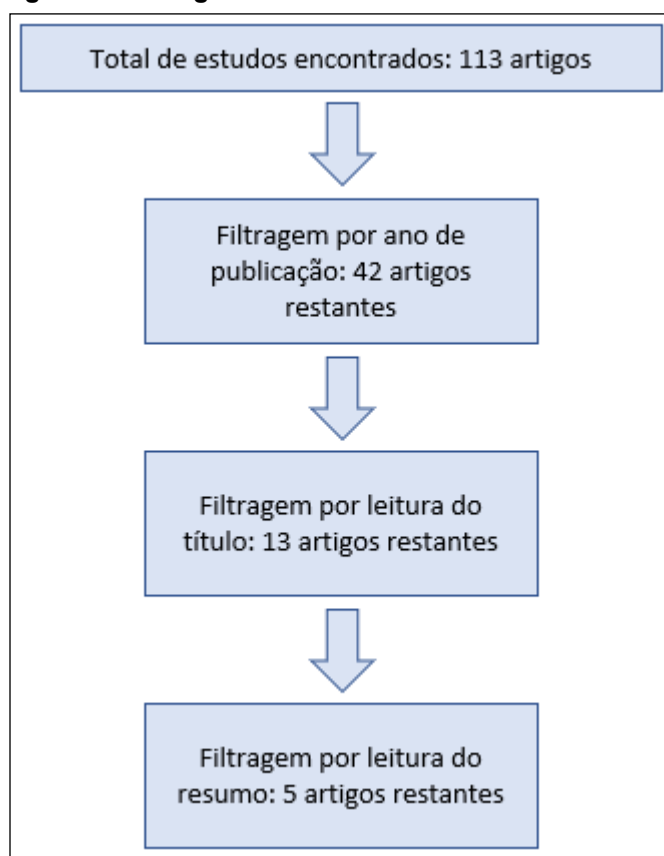 Total de estudos encontrados: 113 artigos
Filtragem por ano de
publicação: 42 artigos
restantes
Filtragem por leitura do
título: 13 artigos restantes
Filtragem por leitura do
resumo: 5 artigos restantes